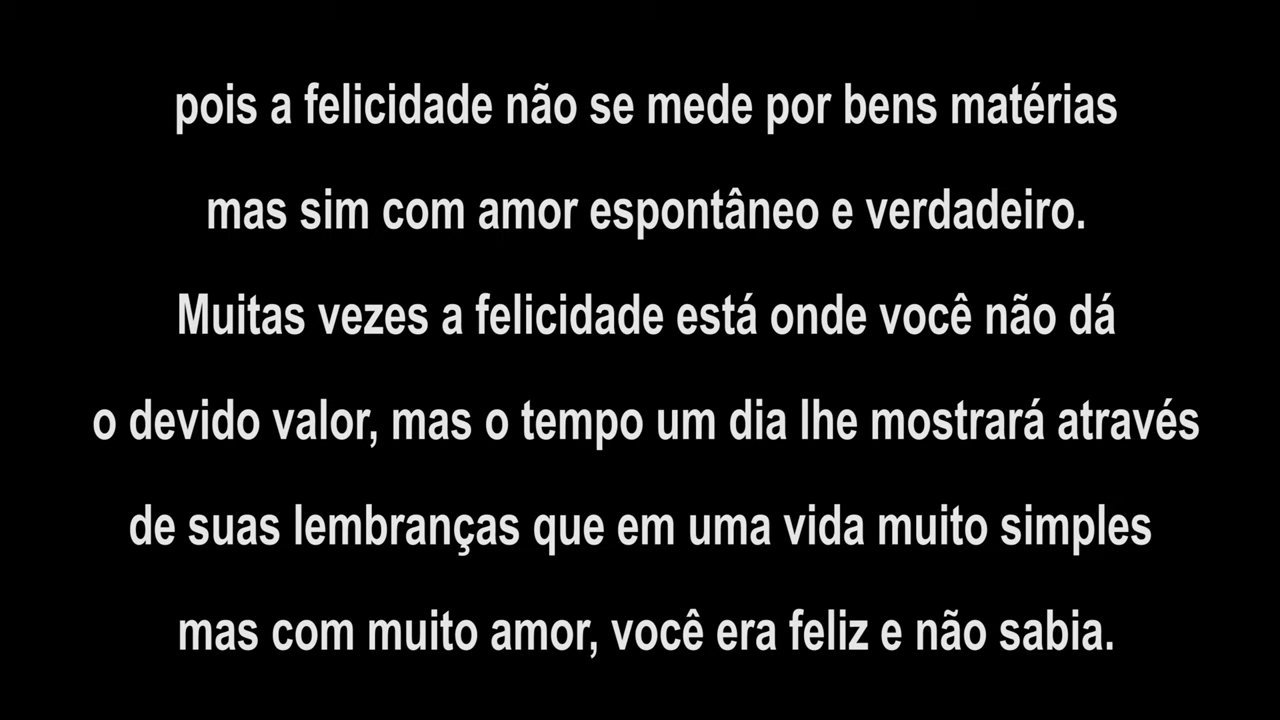 pois a felicidade não se mede por bens matérias
mas sim com amor espontâneo e verdadeiro.
Muitas vezes a felicidade está onde você não dá
o devido valor, mas o tempo um dia lhe mostrará através
de suas lembranças que em uma vida muito simples
mas com muito amor, você era feliz e não sabia.